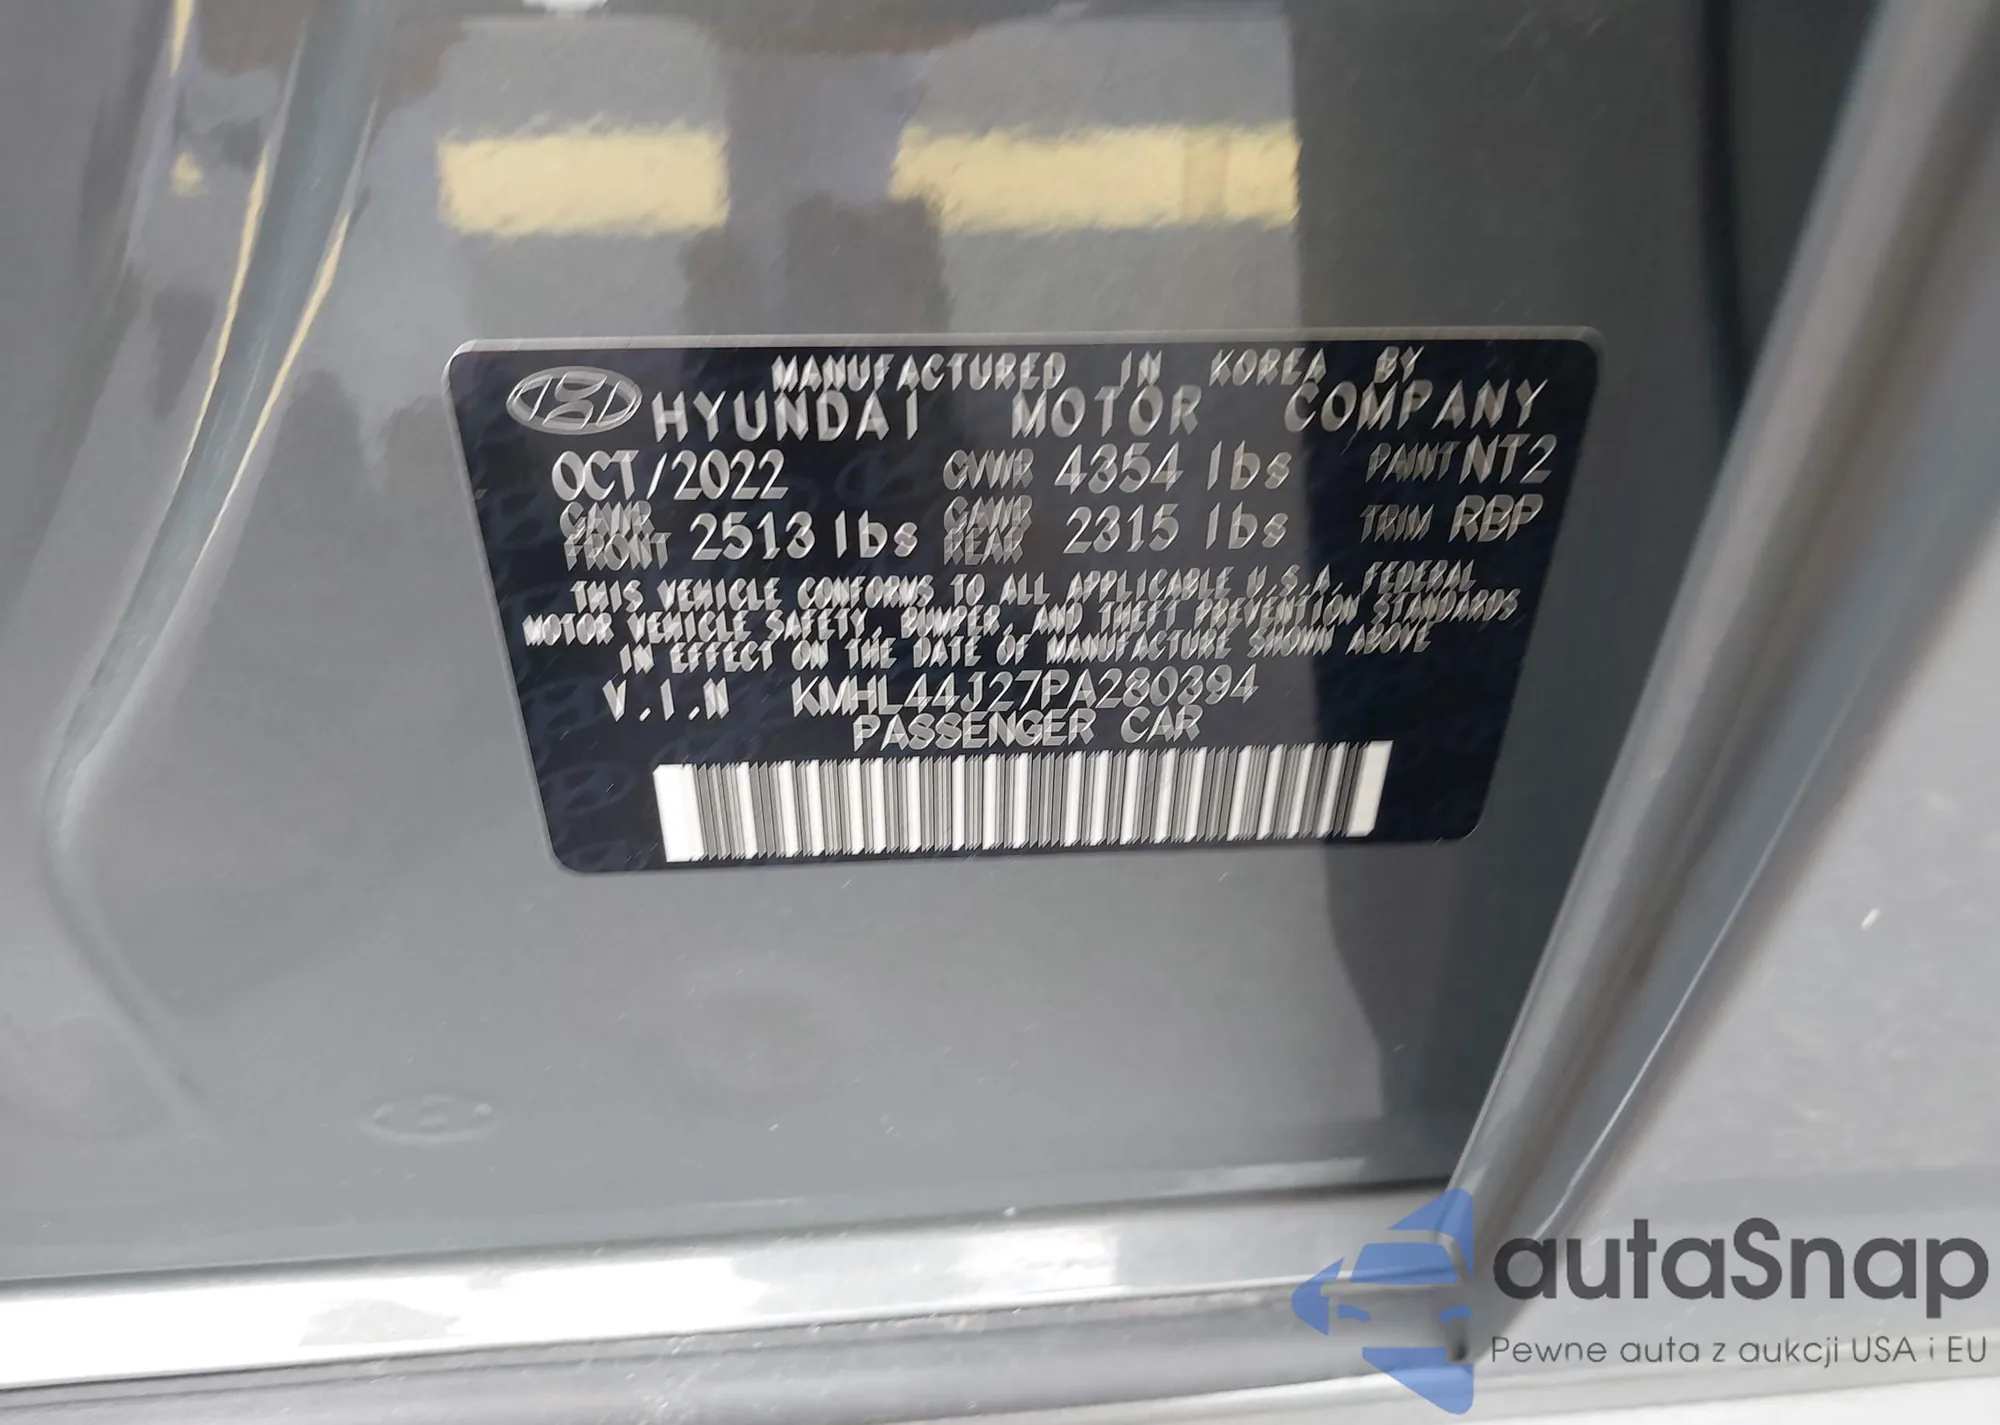 MANUFACTURED IN KOREA BY
HYUNDAI MOTOR COMPANY
OCT/2022 GVWR 4354 lbs PAINT NT2
GAWR FRONT 2513 lbs GAWR REAR 2315 lbs TRIM RBP
THIS VEHICLE CONFORMS TO ALL APPLICABLE U.S.A. FEDERAL
MOTOR VEHICLE SAFETY, BUMPER, AND THEFT PREVENTION STANDARDS
IN EFFECT ON THE DATE OF MANUFACTURE SHOWN ABOVE
V.I.N KMHL44J27PA280394
PASSENGER CAR
autaSnap
Pewne auta z aukcji USA i EU